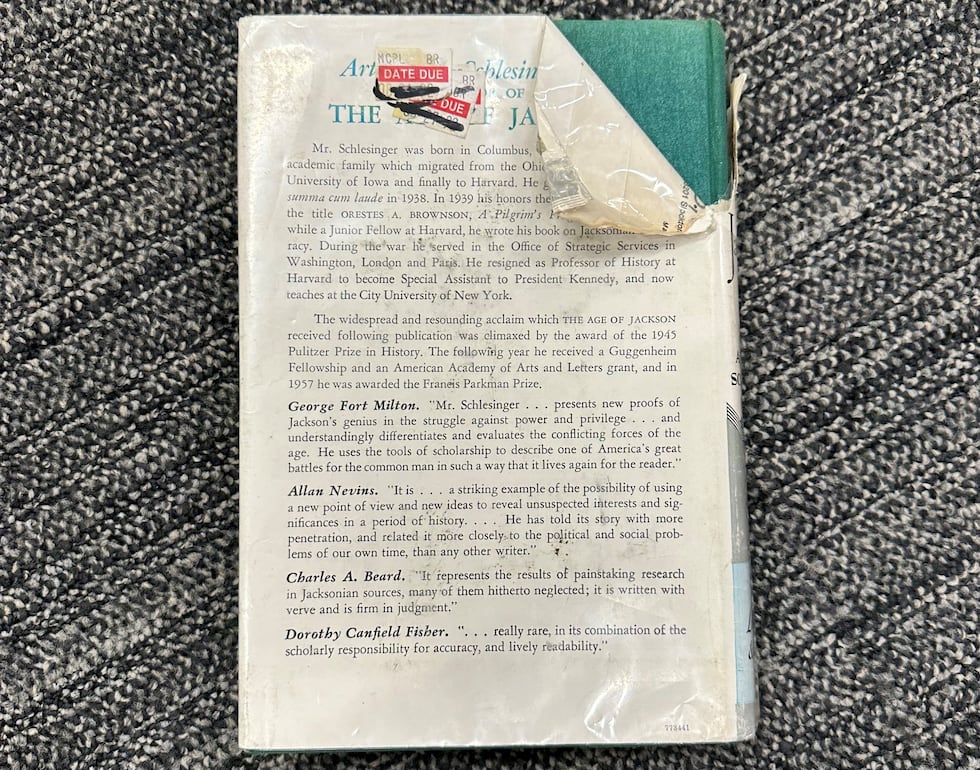 MCPL BR
DATE DUE
BR
DUE
Art Schlesin
OF
THE JA
Mr. Schlesinger was born in Columbus,
academic family which migrated from the Ohio
University of Iowa and finally to Harvard. He
summa cum laude in 1938. In 1939 his honors the
the title ORESTES A. BROWNSON, A Pilgrim's
while a Junior Fellow at Harvard, he wrote his book on Jacksonian
racy. During the war he served in the Office of Strategic Services in
Washington, London and Paris. He resigned as Professor of History at
Harvard to become Special Assistant to President Kennedy, and now
teaches at the City University of New York.
The widespread and resounding acclaim which THE AGE OF JACKSON
received following publication was climaxed by the award of the 1945
Pulitzer Prize in History. The following year he received a Guggenheim
Fellowship and an American Academy of Arts and Letters grant, and in
1957 he was awarded the Francis Parkman Prize.
George Fort Milton. "Mr. Schlesinger . . . presents new proofs of
Jackson's genius in the struggle against power and privilege . . . and
understandingly differentiates and evaluates the conflicting forces of the
age. He uses the tools of scholarship to describe one of America's great
battles for the common man in such a way that it lives again for the reader."
Allan Nevins. "It is . . . a striking example of the possibility of using
a new point of view and new ideas to reveal unsuspected interests and sig-
nificances in a period of history. . . . He has told its story with more
penetration, and related it more closely to the political and social prob-
lems of our own time, than any other writer."
Charles A. Beard. "It represents the results of painstaking research
in Jacksonian sources, many of them hitherto neglected; it is written with
verve and is firm in judgment."
Dorothy Canfield Fisher. ". . . really rare, in its combination of the
scholarly responsibility for accuracy, and lively readability."
773441